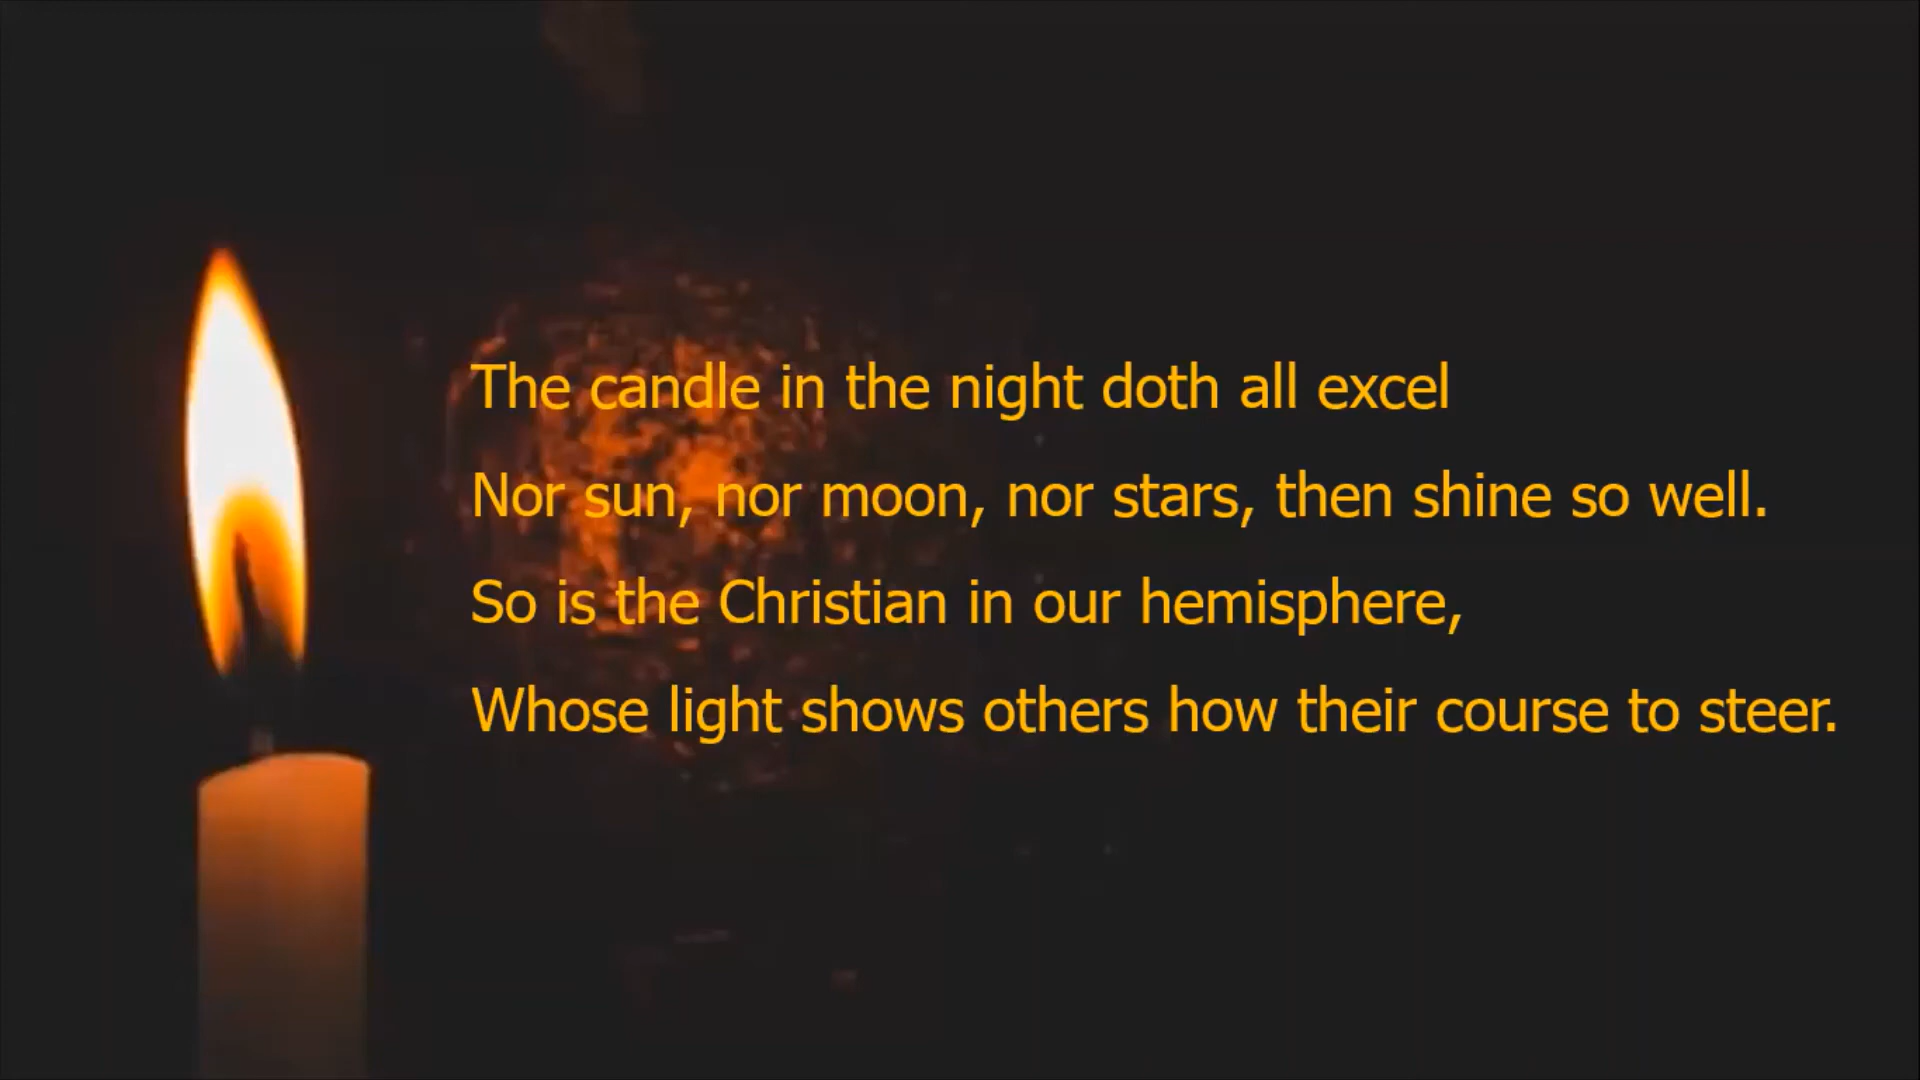 The candle in the night doth all excel
Nor sun, nor moon, nor stars, then shine so well.
So is the Christian in our hemisphere,
Whose light shows others how their course to steer.